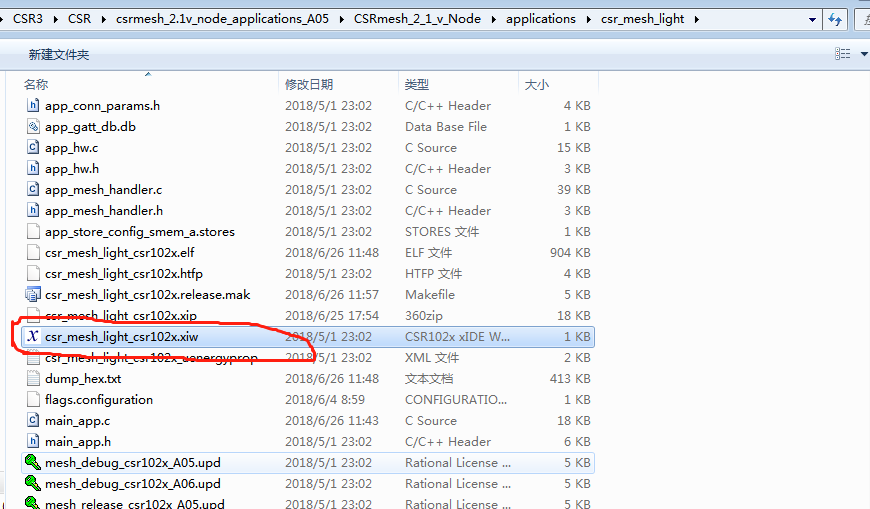 CSR3 CSR csrmesh_2.1v_node_applications_A05 CSRmesh_2_1_v_Node applications csr_mesh_light
新建文件夹
名称 修改日期 类型 大小
app_conn_params.h 2018/5/1 23:02 C/C++ Header 4 KB
app_gatt_db.db 2018/5/1 23:02 Data Base File 1 KB
app_hw.c 2018/5/1 23:02 C Source 15 KB
app_hw.h 2018/5/1 23:02 C/C++ Header 3 KB
app_mesh_handler.c 2018/5/1 23:02 C Source 39 KB
app_mesh_handler.h 2018/5/1 23:02 C/C++ Header 3 KB
app_store_config_smem_a.stores 2018/5/1 23:02 STORES 文件 1 KB
csr_mesh_light_csr102x.elf 2018/6/26 11:48 ELF 文件 904 KB
csr_mesh_light_csr102x.htfp 2018/5/1 23:02 HTFP 文件 4 KB
csr_mesh_light_csr102x.release.mak 2018/6/26 11:57 Makefile 5 KB
csr_mesh_light_csr102x.xip 2018/6/25 17:54 360zip 18 KB
csr_mesh_light_csr102x.xiw 2018/5/1 23:02 CSR102x xIDE W... 1 KB
csr_mesh_light_csr102x_uenergyprop 2018/5/1 23:02 XML 文件 2 KB
dump_hex.txt 2018/6/26 11:48 文本文档 413 KB
flags.configuration 2018/6/4 8:59 CONFIGURATIO... 1 KB
main_app.c 2018/6/26 11:43 C Source 18 KB
main_app.h 2018/5/1 23:02 C/C++ Header 6 KB
mesh_debug_csr102x_A05.upd 2018/5/1 23:02 Rational License ... 5 KB
mesh_debug_csr102x_A06.upd 2018/5/1 23:02 Rational License ... 5 KB
mesh_release_csr102x_A05.upd 2018/5/1 23:02 Rational License ... 5 KB